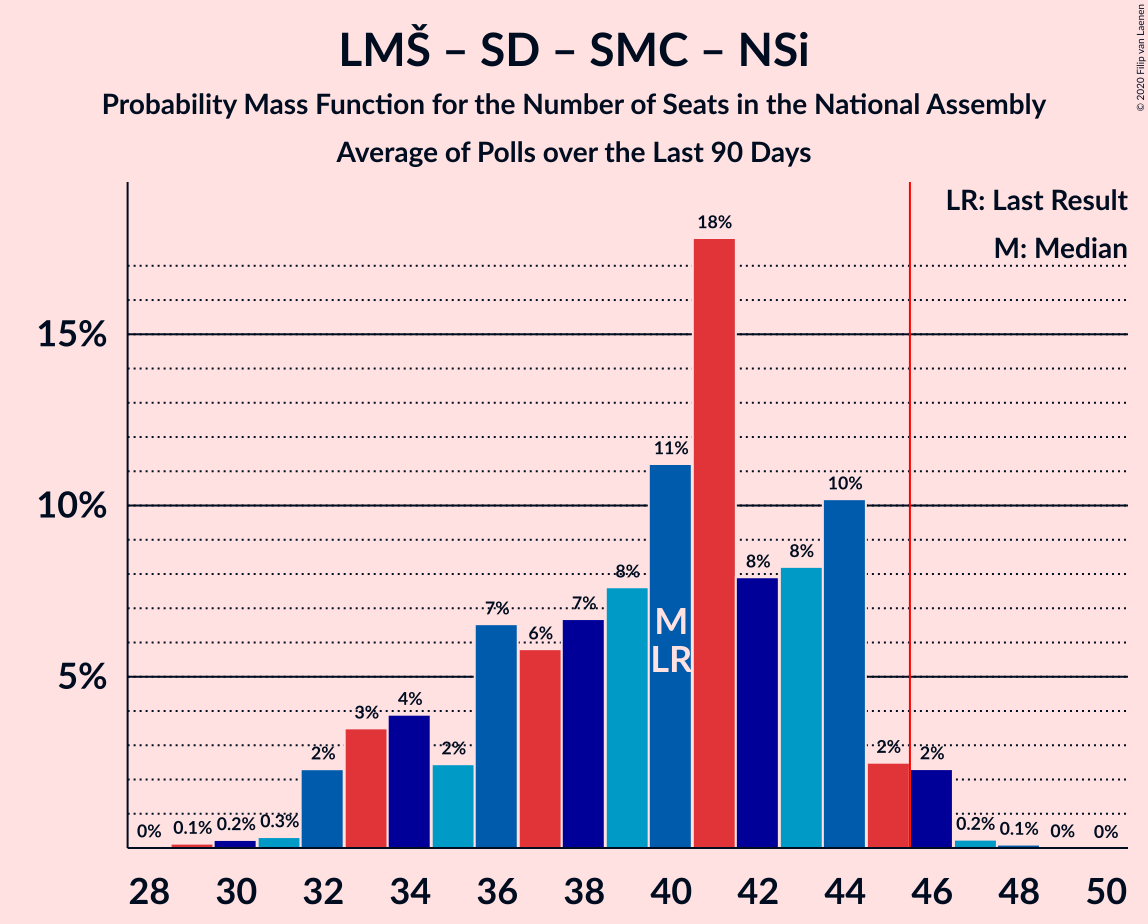 LMŠ – SD – SMC – NSi
Probability Mass Function for the Number of Seats in the National Assembly
Average of Polls over the Last 90 Days
© 2020 Filip van Laenen
LR: Last Result
M: Median
15%
10%
5%
0%
0.1%
0.2%
0.3%
2%
3%
4%
2%
7%
6%
7%
8%
11%
18%
8%
8%
10%
2%
2%
0.2%
0.1%
0%
0%
M
LR
28 30 32 34 36 38 40 42 44 46 48 50